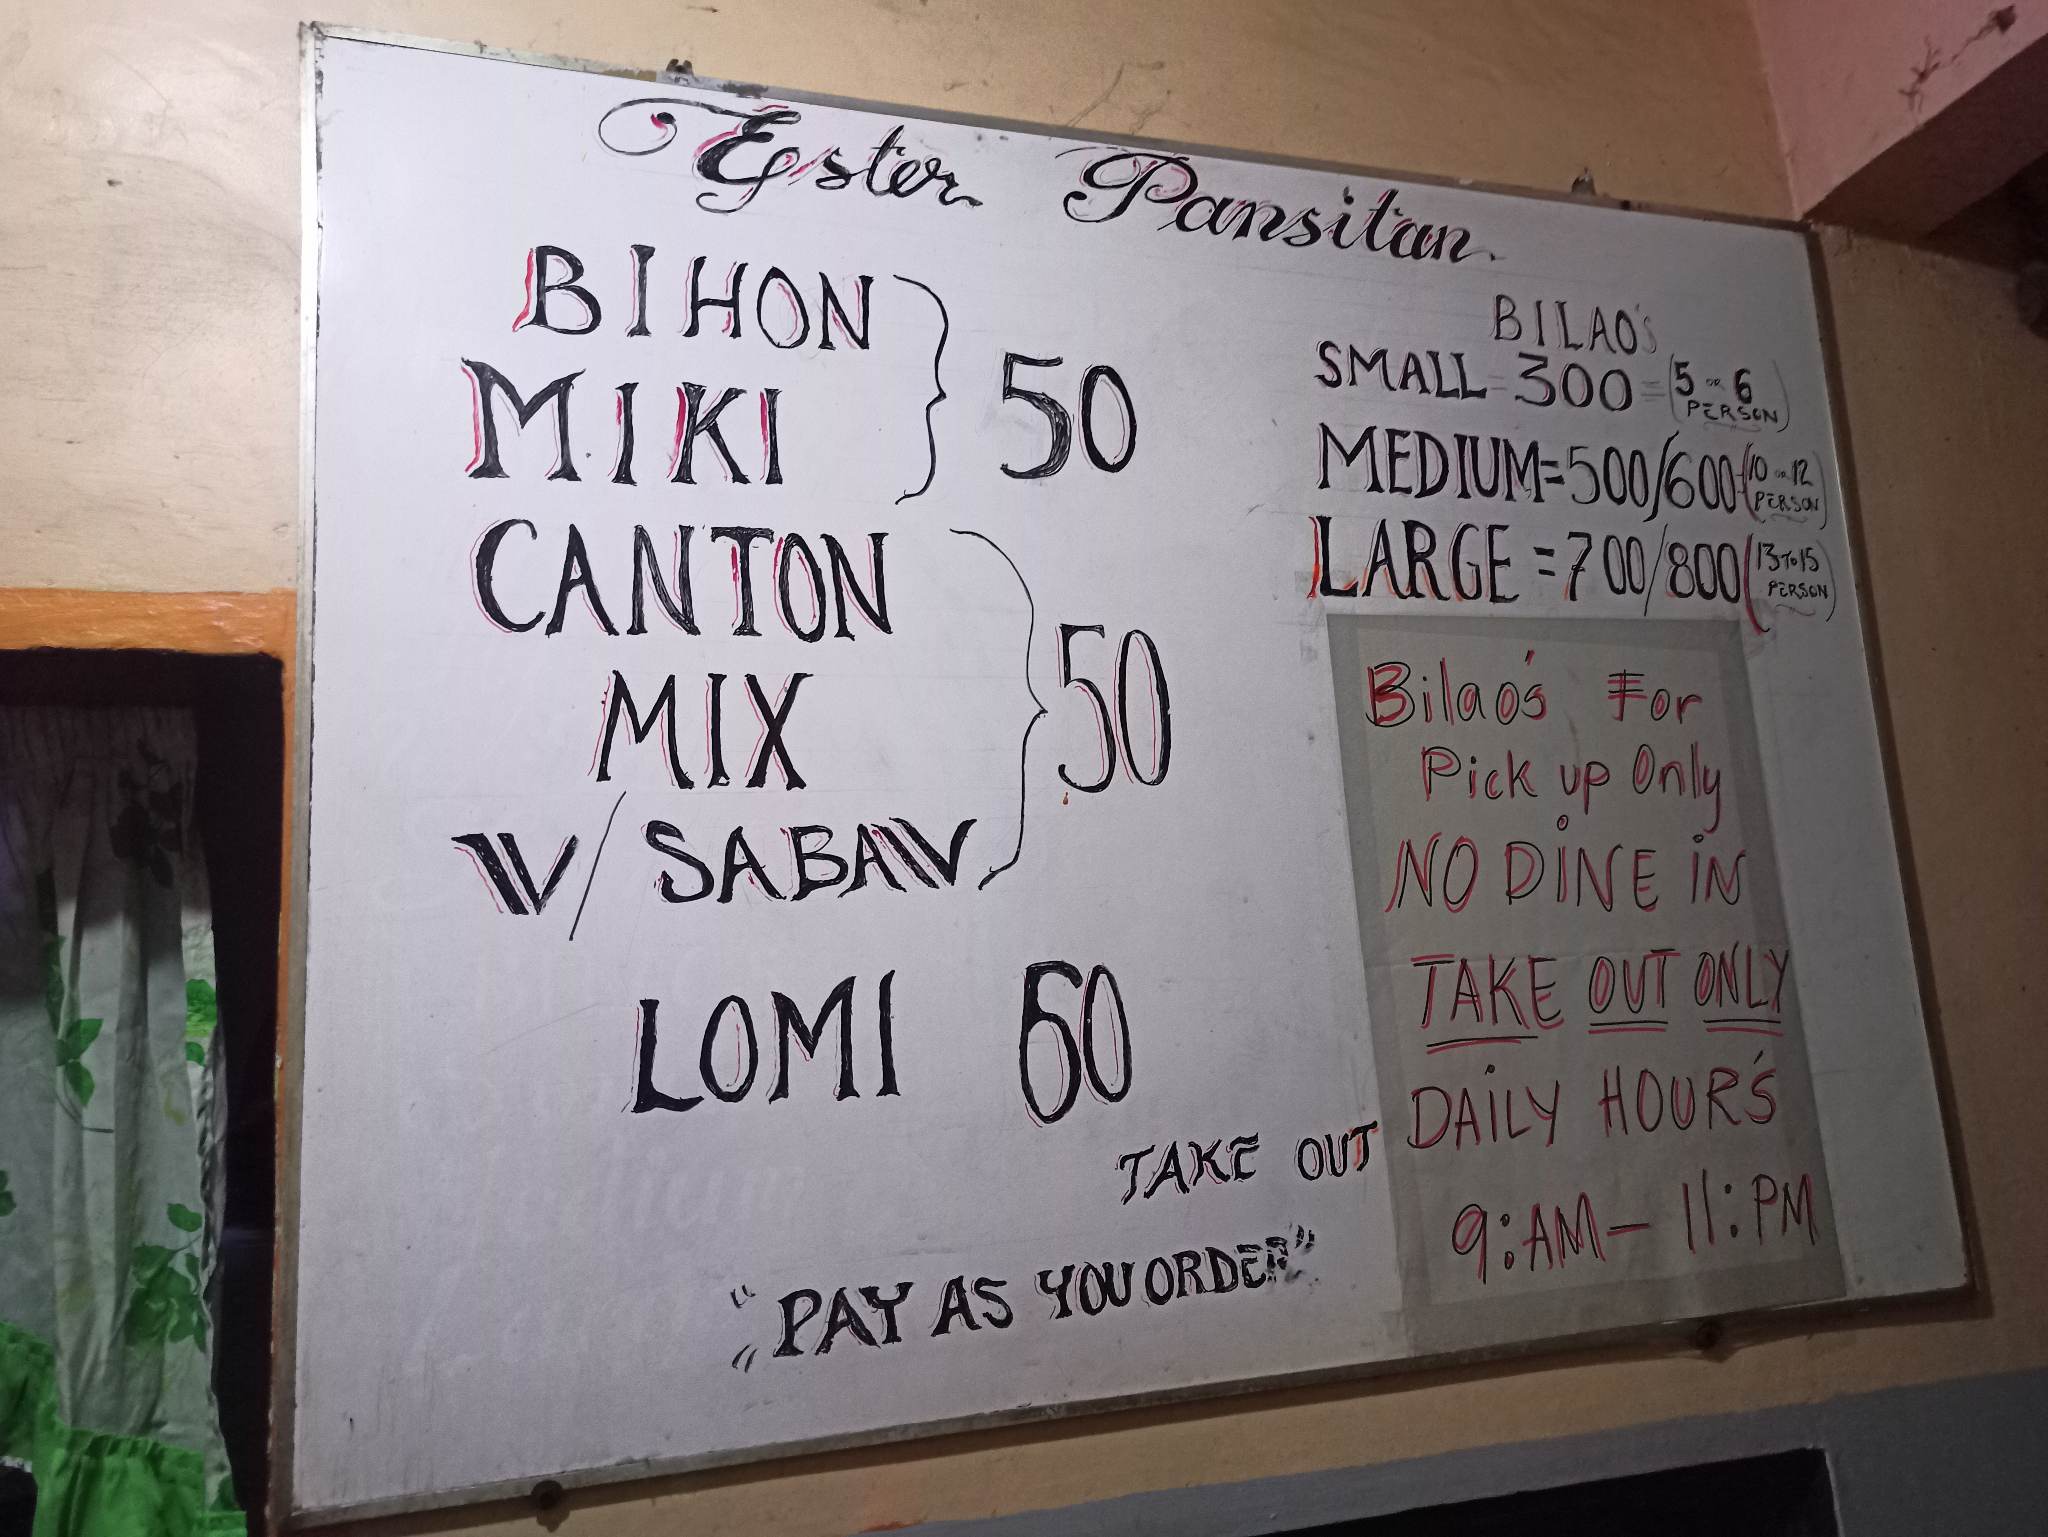 Ester Pansitan
BIHON
MIKI
50
CANTON
MIX
W/ SABAW
50
LOMI 60
TAKE OUT
"PAY AS YOU ORDER"
BILAO'S
SMALL = 300 = (5 OR 6 PERSON)
MEDIUM = 500/600 = (10 OR 12 PERSON)
LARGE = 700/800 (13 TO 15 PERSON)
Bilao's For
Pick up Only
NO DINE IN
TAKE OUT ONLY
DAILY HOUR'S
9:AM — 11:PM